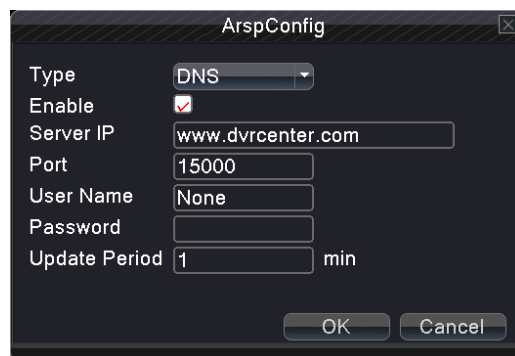 ArspConfig
Type DNS
Enable
Server IP www.dvrcenter.com
Port 15000
User Name None
Password
Update Period 1 min
OK Cancel